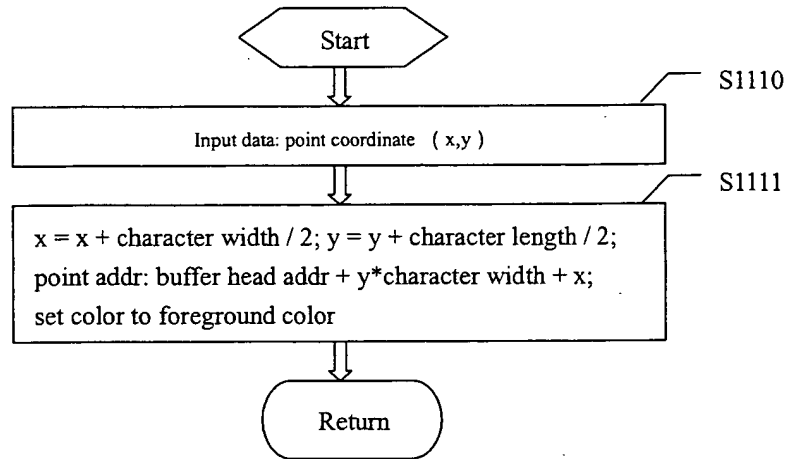 Start
S1110
Input data: point coordinate ( x,y )
S1111
x = x + character width / 2; y = y + character length / 2;
point addr: buffer head addr + y*character width + x;
set color to foreground color
Return